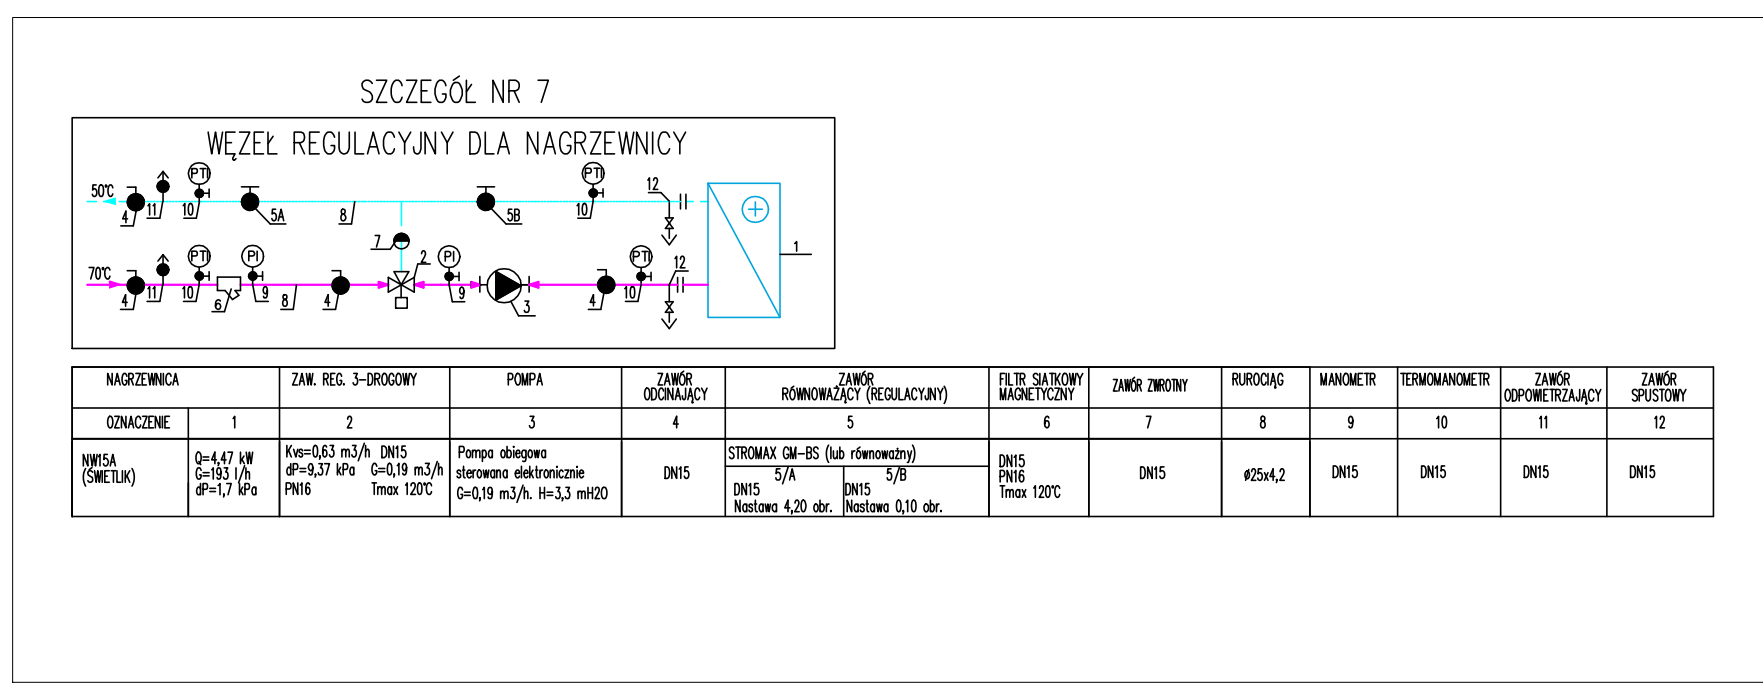 SZCZEGÓŁ NR 7
WĘZEŁ REGULACYJNY DLA NAGRZEWNICY
PTI PTI
50°C 12
4 11 10 5A 8 5B 10
7 1
PTI PI PI PTI
70°C 2 12
4 11 10 6 9 8 4 9 3 4 10
NAGRZEWNICA ZAW. REG. 3-DROGOWY POMPA ZAWÓR ODCINAJĄCY ZAWÓR RÓWNOWAŻĄCY (REGULACYJNY) FILTR SIATKOWY MAGNETYCZNY ZAWÓR ZWROTNY RUROCIĄG MANOMETR TERMOMANOMETR ZAWÓR ODPOWIETRZAJĄCY ZAWÓR SPUSTOWY
OZNACZENIE 1 2 3 4 5 6 7 8 9 10 11 12
NW15A
(ŚWIETLIK)
Q=4,47 kW
G=193 l/h
dP=1,7 kPa
Kvs=0,63 m3/h DN15
dP=9,37 kPa G=0,19 m3/h
PN16 Tmax 120°C
Pompa obiegowa
sterowana elektronicznie
G=0,19 m3/h. H=3,3 mH2O
DN15
STROMAX GM-BS (lub równoważny)
5/A 5/B
DN15 DN15
Nastawa 4,20 obr. Nastawa 0,10 obr.
DN15
PN16
Tmax 120°C
DN15
ø25x4,2
DN15
DN15
DN15
DN15